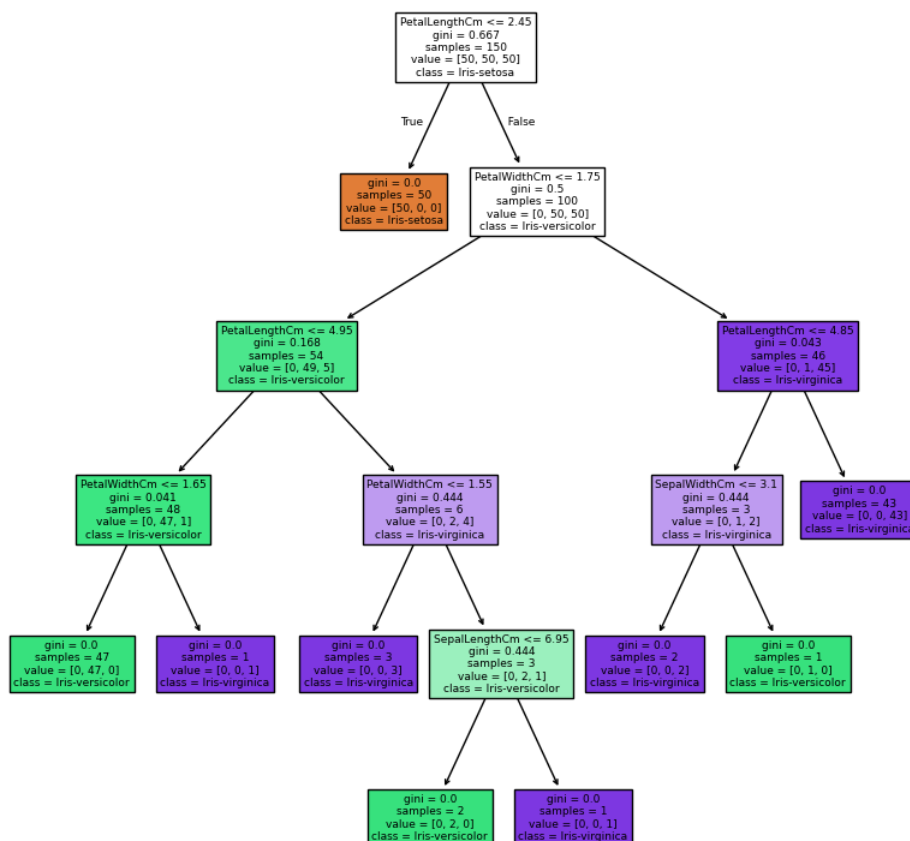 PetalLengthCm <= 2.45
gini = 0.667
samples = 150
value = [50, 50, 50]
class = Iris-setosa
True
False
gini = 0.0
samples = 50
value = [50, 0, 0]
class = Iris-setosa
PetalWidthCm <= 1.75
gini = 0.5
samples = 100
value = [0, 50, 50]
class = Iris-versicolor
PetalLengthCm <= 4.95
gini = 0.168
samples = 54
value = [0, 49, 5]
class = Iris-versicolor
PetalLengthCm <= 4.85
gini = 0.043
samples = 46
value = [0, 1, 45]
class = Iris-virginica
PetalWidthCm <= 1.65
gini = 0.041
samples = 48
value = [0, 47, 1]
class = Iris-versicolor
PetalWidthCm <= 1.55
gini = 0.444
samples = 6
value = [0, 2, 4]
class = Iris-virginica
SepalWidthCm <= 3.1
gini = 0.444
samples = 3
value = [0, 1, 2]
class = Iris-virginica
gini = 0.0
samples = 43
value = [0, 0, 43]
class = Iris-virginica
gini = 0.0
samples = 47
value = [0, 47, 0]
class = Iris-versicolor
gini = 0.0
samples = 1
value = [0, 0, 1]
class = Iris-virginica
gini = 0.0
samples = 3
value = [0, 0, 3]
class = Iris-virginica
SepalLengthCm <= 6.95
gini = 0.444
samples = 3
value = [0, 2, 1]
class = Iris-versicolor
gini = 0.0
samples = 2
value = [0, 0, 2]
class = Iris-virginica
gini = 0.0
samples = 1
value = [0, 1, 0]
class = Iris-versicolor
gini = 0.0
samples = 2
value = [0, 2, 0]
class = Iris-versicolor
gini = 0.0
samples = 1
value = [0, 0, 1]
class = Iris-virginica